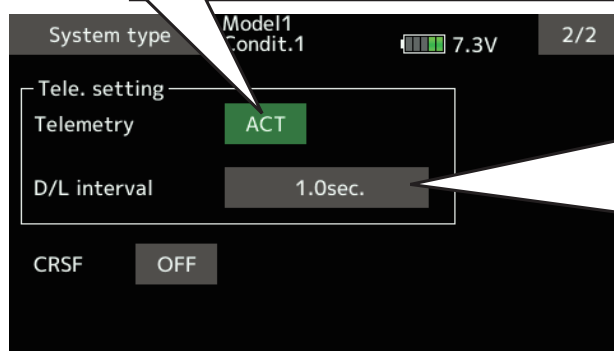 System type
Model1
Condit.1
7.3V
2/2
Tele. setting
Telemetry ACT
D/L interval 1.0sec.
CRSF OFF